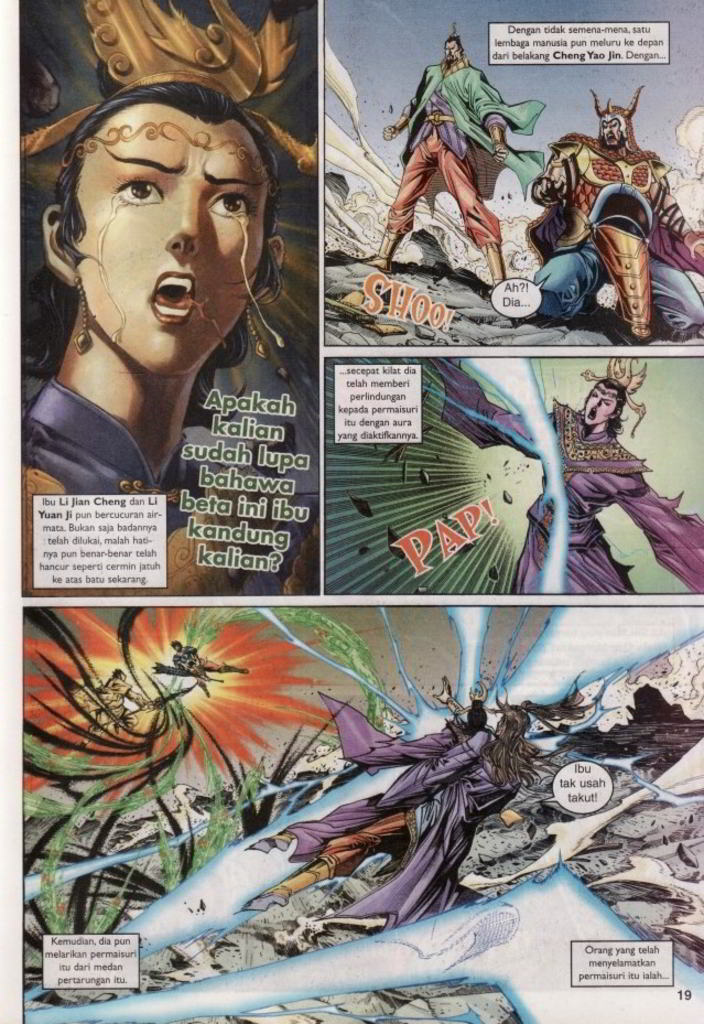 Apakah
kalian
sudah lupa
bahawa
beta ini ibu
kandung
kalian?
Ibu Li Jian Cheng dan Li
Yuan Ji pun bercucuran air-
mata. Bukan saja badannya
telah dilukai, malah hati-
nya pun benar-benar telah
hancur seperti cermin jatuh
ke atas batu sekarang.
Dengan tidak semena-mena, satu
lembaga manusia pun meluru ke depan
dari belakang Cheng Yao Jin. Dengan...
SHOO!
Ah?!
Dia...
...secepat kilat dia
telah memberi
perlindungan
kepada permaisuri
itu dengan aura
yang diaktifkannya.
PAP!
Ibu
tak usah
takut!
Kemudian, dia pun
melarikan permaisuri
itu dari medan
pertarungan itu.
Orang yang telah
menyelamatkan
permaisuri itu ialah...
19